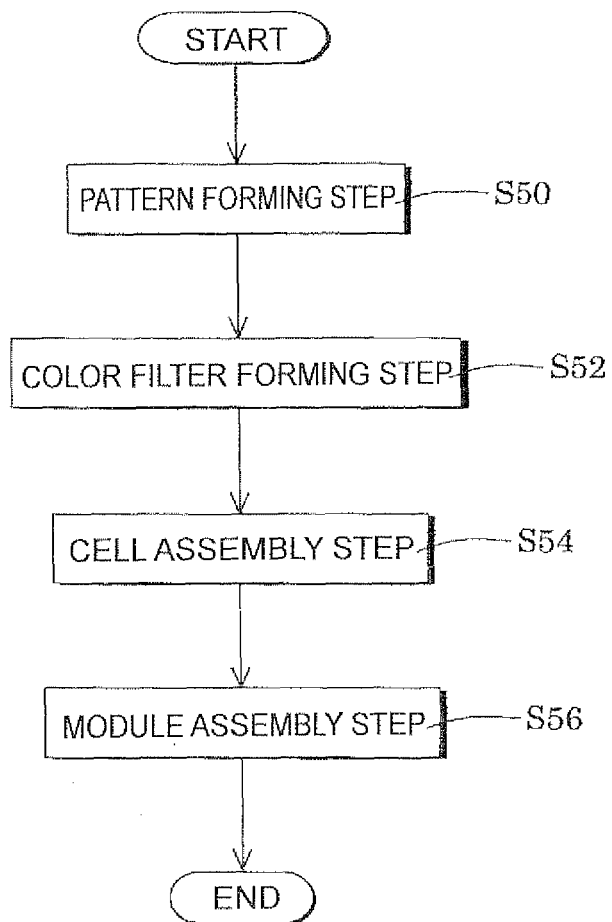 START
PATTERN FORMING STEP S50
COLOR FILTER FORMING STEP S52
CELL ASSEMBLY STEP S54
MODULE ASSEMBLY STEP S56
END